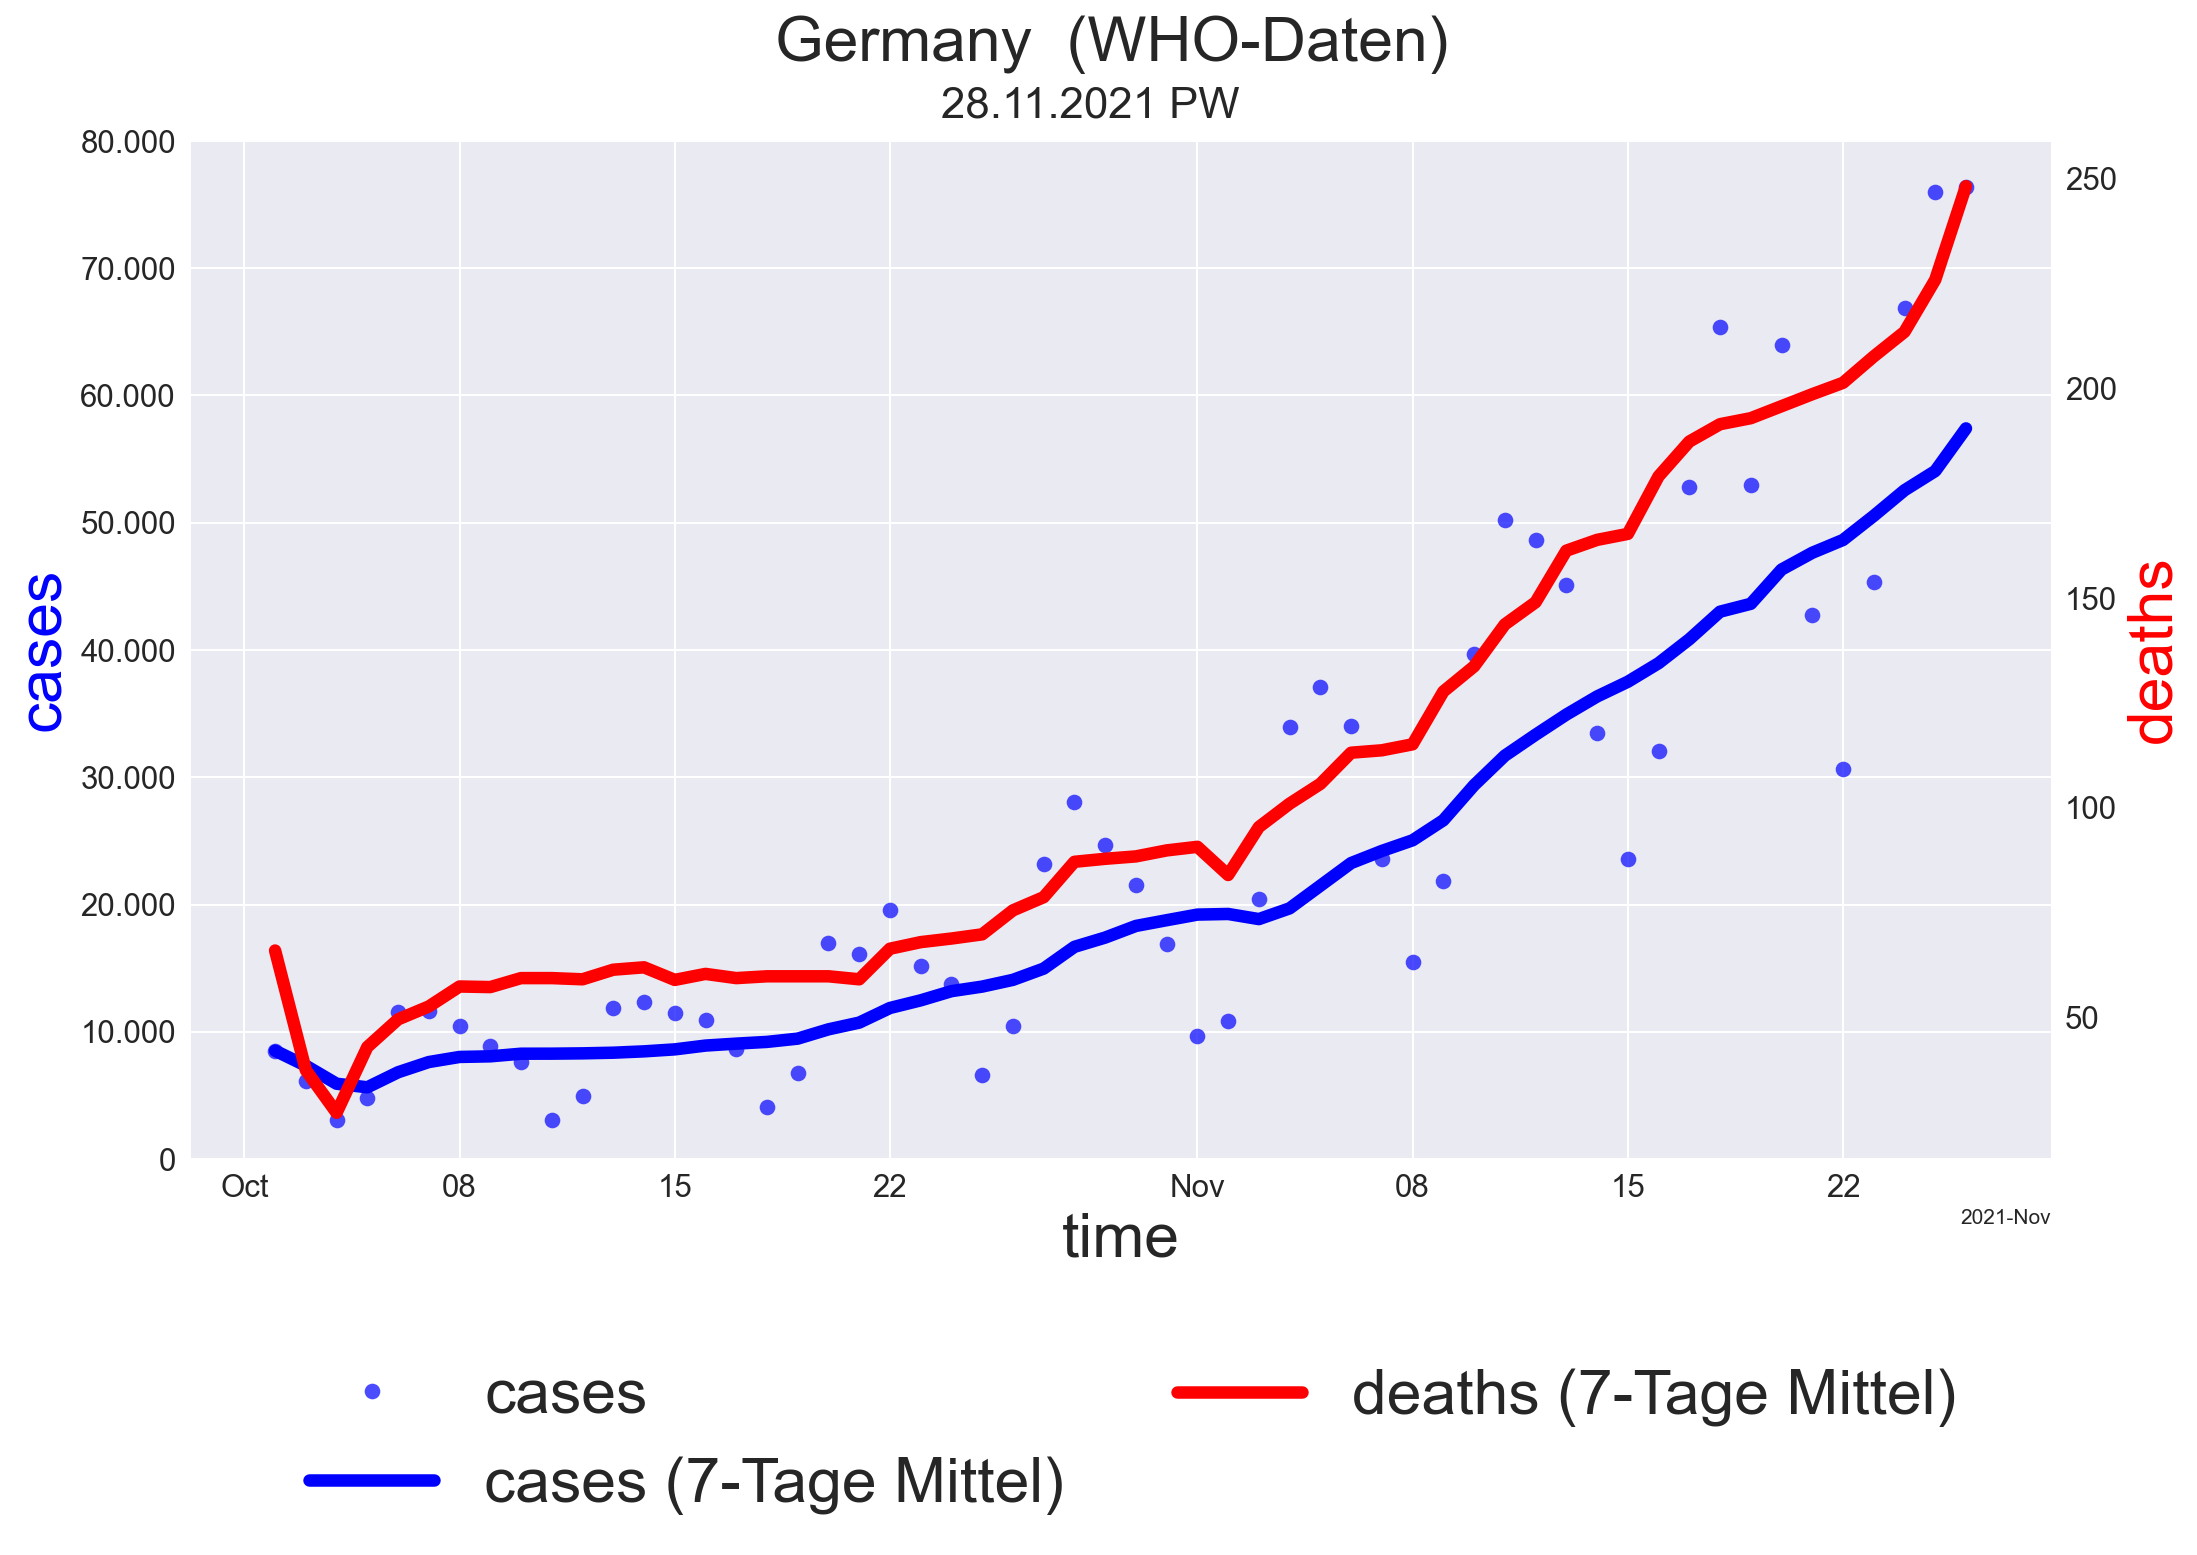 Germany  (WHO-Daten)
28.11.2021 PW
80.000
70.000
60.000
50.000
40.000
30.000
20.000
10.000
0
cases
250
200
150
100
50
deaths
Oct 08 15 22 Nov 08 15 22
2021-Nov
time
cases
cases (7-Tage Mittel)
deaths (7-Tage Mittel)